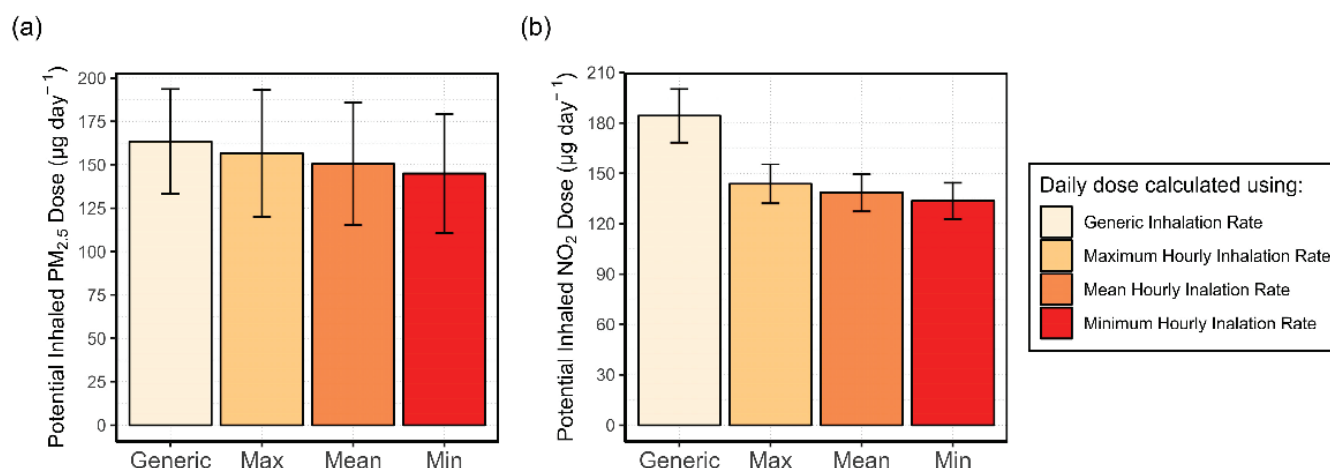 (a)
Potential Inhaled PM2.5 Dose (µg day−1)
200
175
150
125
100
75
50
25
0
Generic Max Mean Min
(b)
Potential Inhaled NO2 Dose (µg day−1)
210
180
150
120
90
60
30
0
Generic Max Mean Min
Daily dose calculated using:
Generic Inhalation Rate
Maximum Hourly Inhalation Rate
Mean Hourly Inalation Rate
Minimum Hourly Inalation Rate